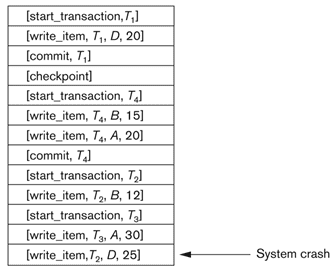 [start_transaction,T₁]
[write_item, T₁, D, 20]
[commit, T₁]
[checkpoint]
[start_transaction, T₄]
[write_item, T₄, B, 15]
[write_item, T₄, A, 20]
[commit, T₄]
[start_transaction, T₂]
[write_item, T₂, B, 12]
[start_transaction, T₃]
[write_item, T₃, A, 30]
[write_item,T₂, D, 25] System crash